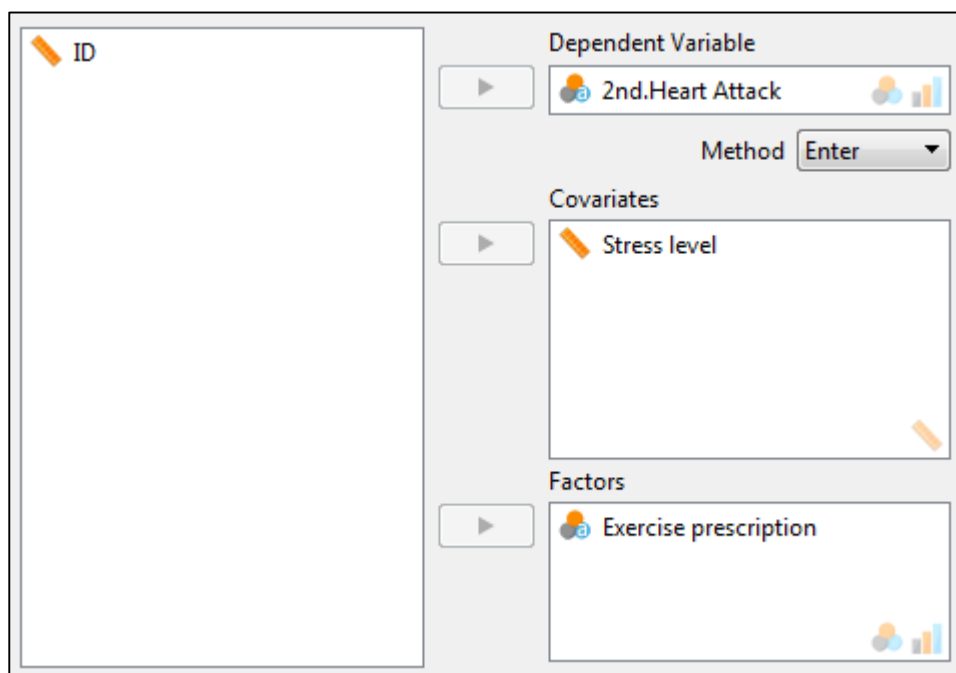 ID
Dependent Variable
2nd.Heart Attack
Method Enter
Covariates
Stress level
Factors
Exercise prescription